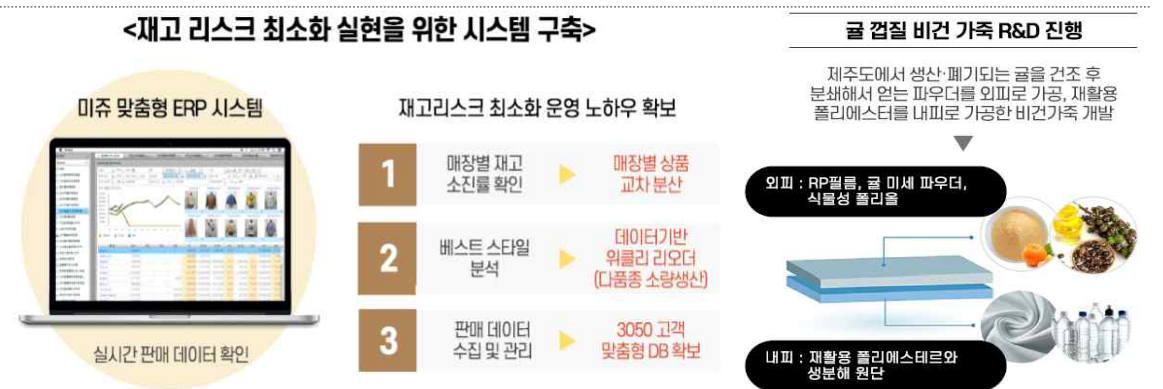 <재고 리스크 최소화 실현을 위한 시스템 구축>
미쥬 맞춤형 ERP 시스템
실시간 판매 데이터 확인
재고리스크 최소화 운영 노하우 확보
1
매장별 재고
소진률 확인
매장별 상품
교차 분산
2
베스트 스타일
분석
데이터기반
위클리 리오더
(다품종 소량생산)
3
판매 데이터
수집 및 관리
3050 고객
맞춤형 DB 확보
귤 껍질 비건 가죽 R&D 진행
제주도에서 생산·폐기되는 귤을 건조 후
분쇄해서 얻는 파우더를 외피로 가공, 재활용
폴리에스터를 내피로 가공한 비건가죽 개발
외피 : RP필름, 귤 미세 파우더,
식물성 폴리올
내피 : 재활용 폴리에스테르와
생분해 원단